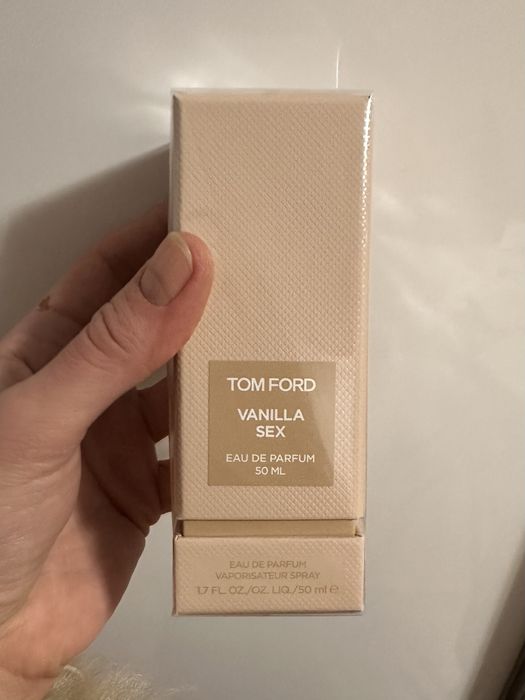 TOM FORD
VANILLA
SEX
EAU DE PARFUM
50 ML
EAU DE PARFUM
VAPORISATEUR SPRAY
1.7 FL. OZ./OZ. LIQ./50 ml ℮